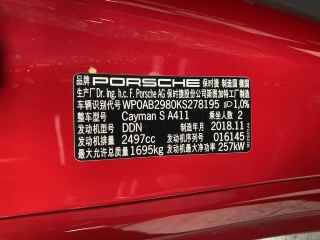 品牌 PORSCHE 保时捷 制造国 德国
生产厂 Dr. Ing. h.c. F. Porsche AG 保时捷股份公司斯图加特工厂制造
车辆识别代号 WP0AB2980KS278195 ≣D 1,0%
整车型号 Cayman S A411 乘坐人数 2
发动机型号 DDN 制造年月 2018.11
发动机排量 2497cc 发动机序列号 016145
最大允许总质量 1695kg 发动机最大净功率 257kW